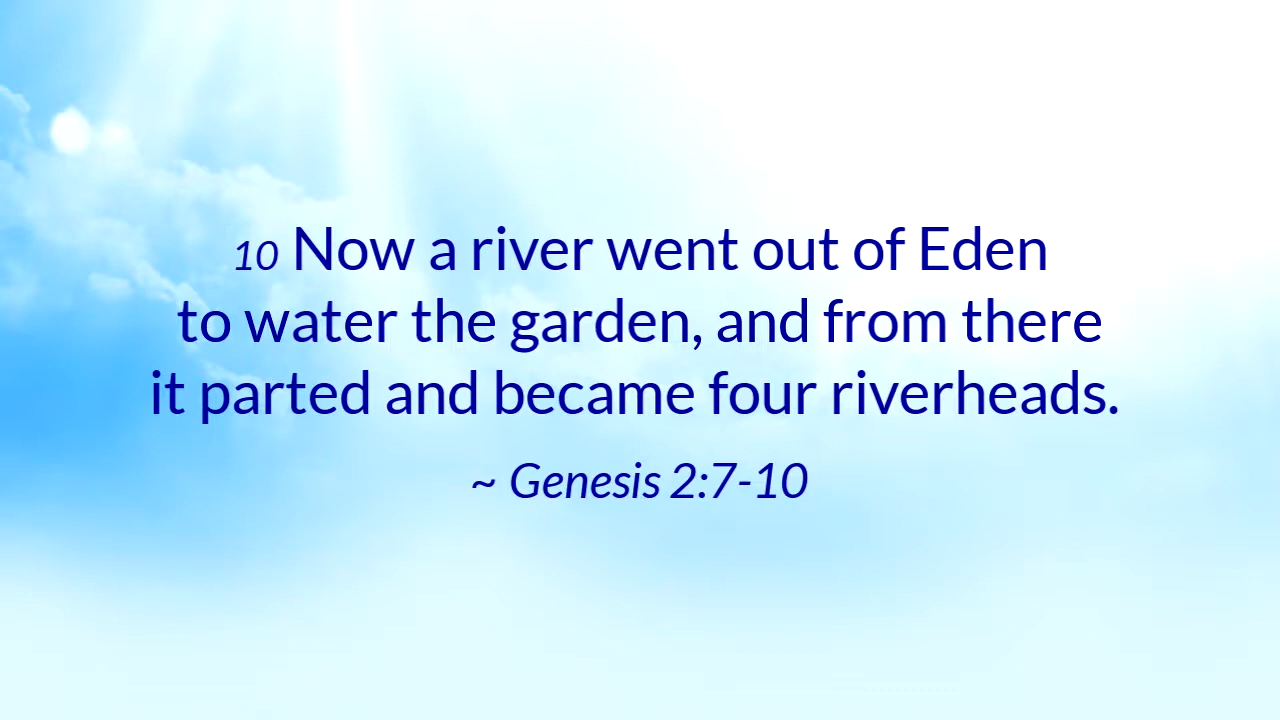 10 Now a river went out of Eden
to water the garden, and from there
it parted and became four riverheads.
~ Genesis 2:7-10